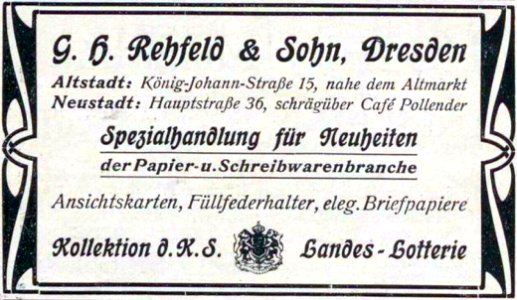 G. H. Rehfeld & Sohn, Dresden
Altstadt: König-Johann-Straße 15, nahe dem Altmarkt
Neustadt: Hauptstraße 36, schrägüber Café Pollender
Spezialhandlung für Neuheiten
der Papier- u. Schreibwarenbranche
Ansichtskarten, Füllfederhalter, eleg. Briefpapiere
Kollektion d. K. S. Landes-Lotterie